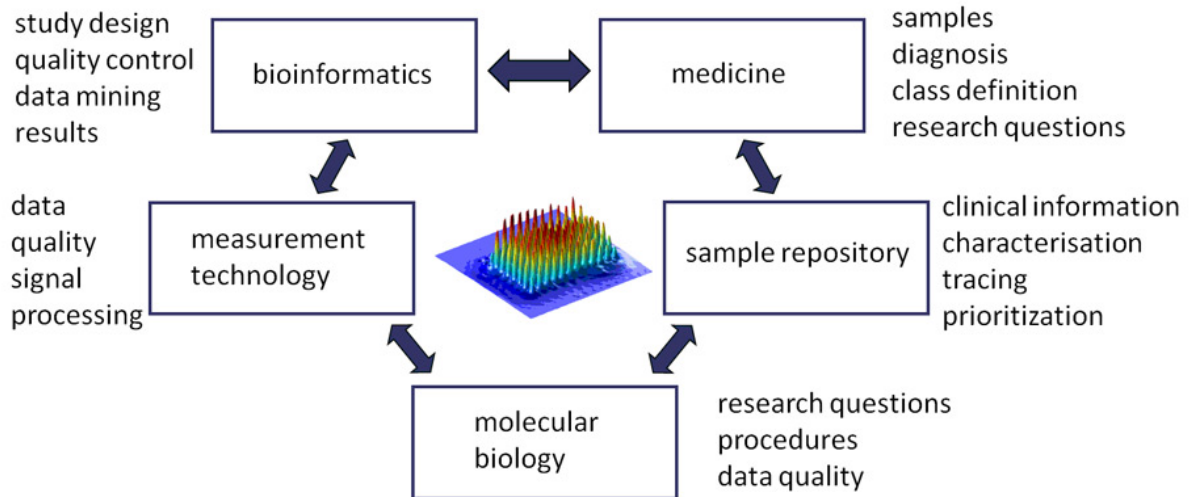 study design
quality control
data mining
results
bioinformatics
medicine
samples
diagnosis
class definition
research questions
data
quality
signal
processing
measurement
technology
sample repository
clinical information
characterisation
tracing
prioritization
molecular
biology
research questions
procedures
data quality